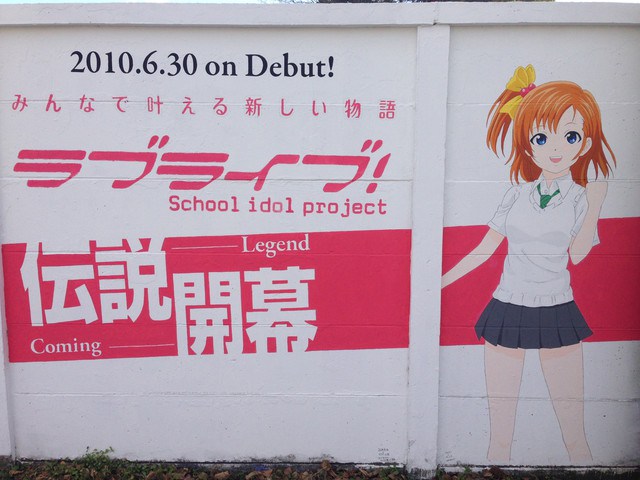 2010.6.30 on Debut!
みんなで叶える新しい物語
ラブライブ!
School idol project
Legend
伝説
開幕
Coming